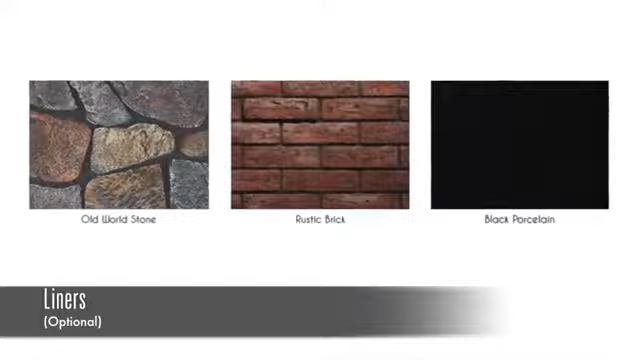 Old World Stone
Rustic Brick
Black Porcelain
Liners
(Optional)